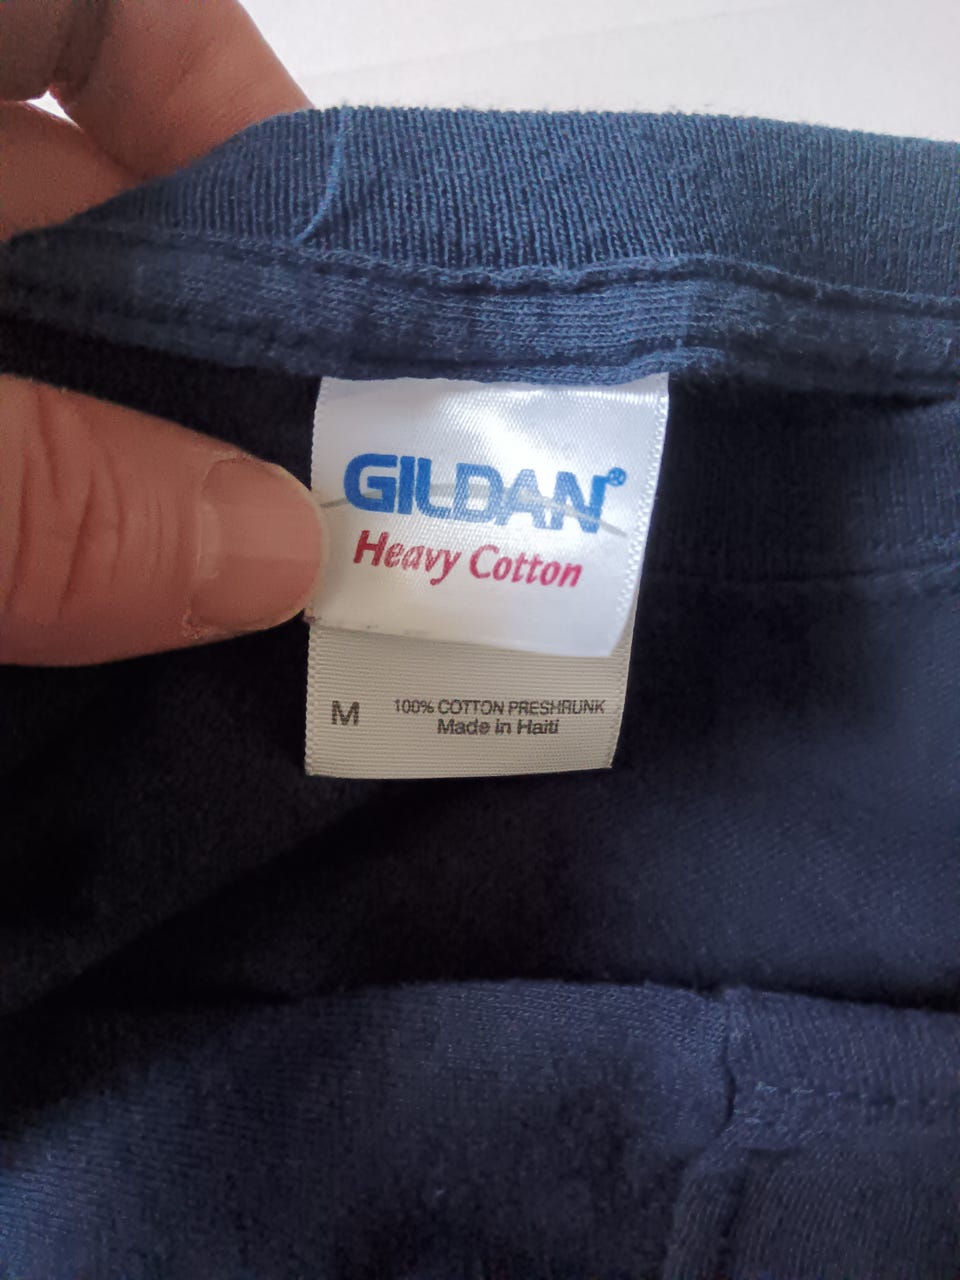 GILDAN®
Heavy Cotton
M 100% COTTON PRESHRUNK
Made in Haiti